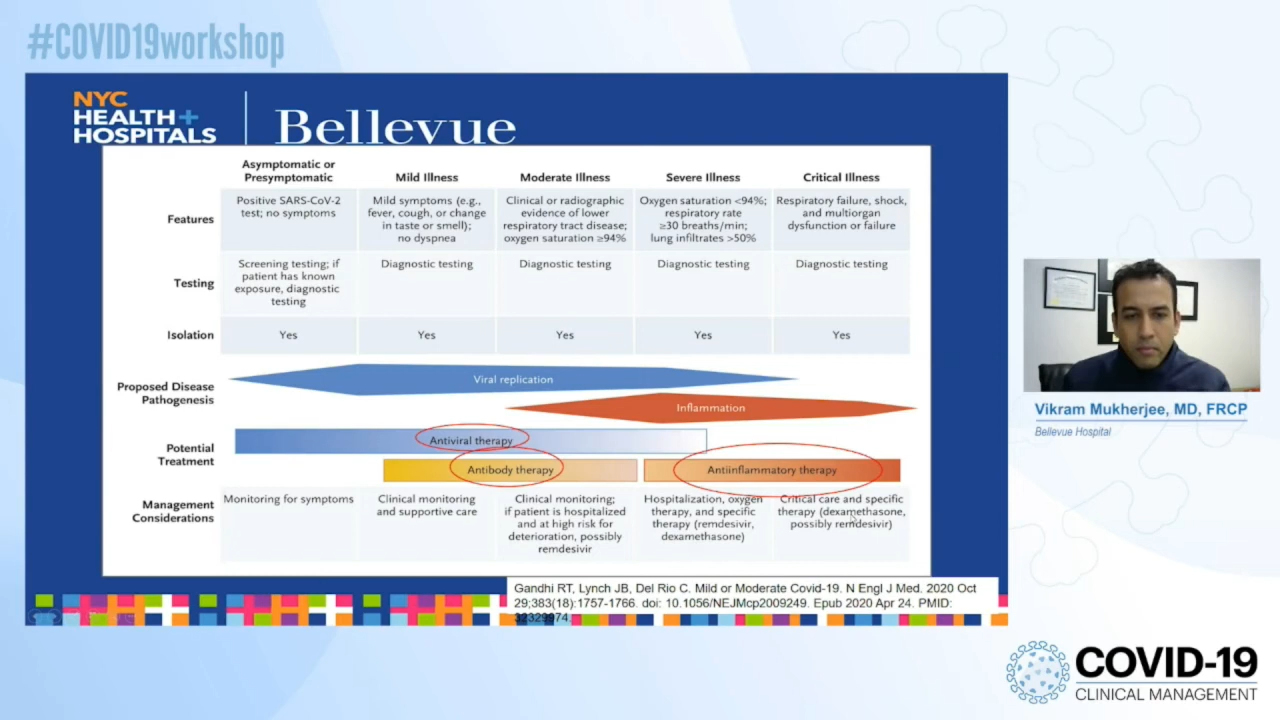 #COVID19workshop
NYC
HEALTH+
HOSPITALS
Bellevue
Asymptomatic or
Presymptomatic
Mild Illness
Moderate Illness
Severe Illness
Critical Illness
Features
Positive SARS-CoV-2
test; no symptoms
Mild symptoms (e.g.,
fever, cough, or change
in taste or smell);
no dyspnea
Clinical or radiographic
evidence of lower
respiratory tract disease;
oxygen saturation ≥94%
Oxygen saturation <94%;
respiratory rate
≥30 breaths/min;
lung infiltrates >50%
Respiratory failure, shock,
and multiorgan
dysfunction or failure
Testing
Screening testing; if
patient has known
exposure, diagnostic
testing
Diagnostic testing
Diagnostic testing
Diagnostic testing
Diagnostic testing
Isolation
Yes
Yes
Yes
Yes
Yes
Proposed Disease
Pathogenesis
Viral replication
Inflammation
Potential
Treatment
Antiviral therapy
Antibody therapy
Antiinflammatory therapy
Management
Considerations
Monitoring for symptoms
Clinical monitoring
and supportive care
Clinical monitoring;
if patient is hospitalized
and at high risk for
deterioration, possibly
remdesivir
Hospitalization, oxygen
therapy, and specific
therapy (remdesivir,
dexamethasone)
Critical care and specific
therapy (dexamethasone,
possibly remdesivir)
Gandhi RT, Lynch JB, Del Rio C. Mild or Moderate Covid-19. N Engl J Med. 2020 Oct
29;383(18):1757-1766. doi: 10.1056/NEJMcp2009249. Epub 2020 Apr 24. PMID:
32329974.
Vikram Mukherjee, MD, FRCP
Bellevue Hospital
COVID-19
CLINICAL MANAGEMENT